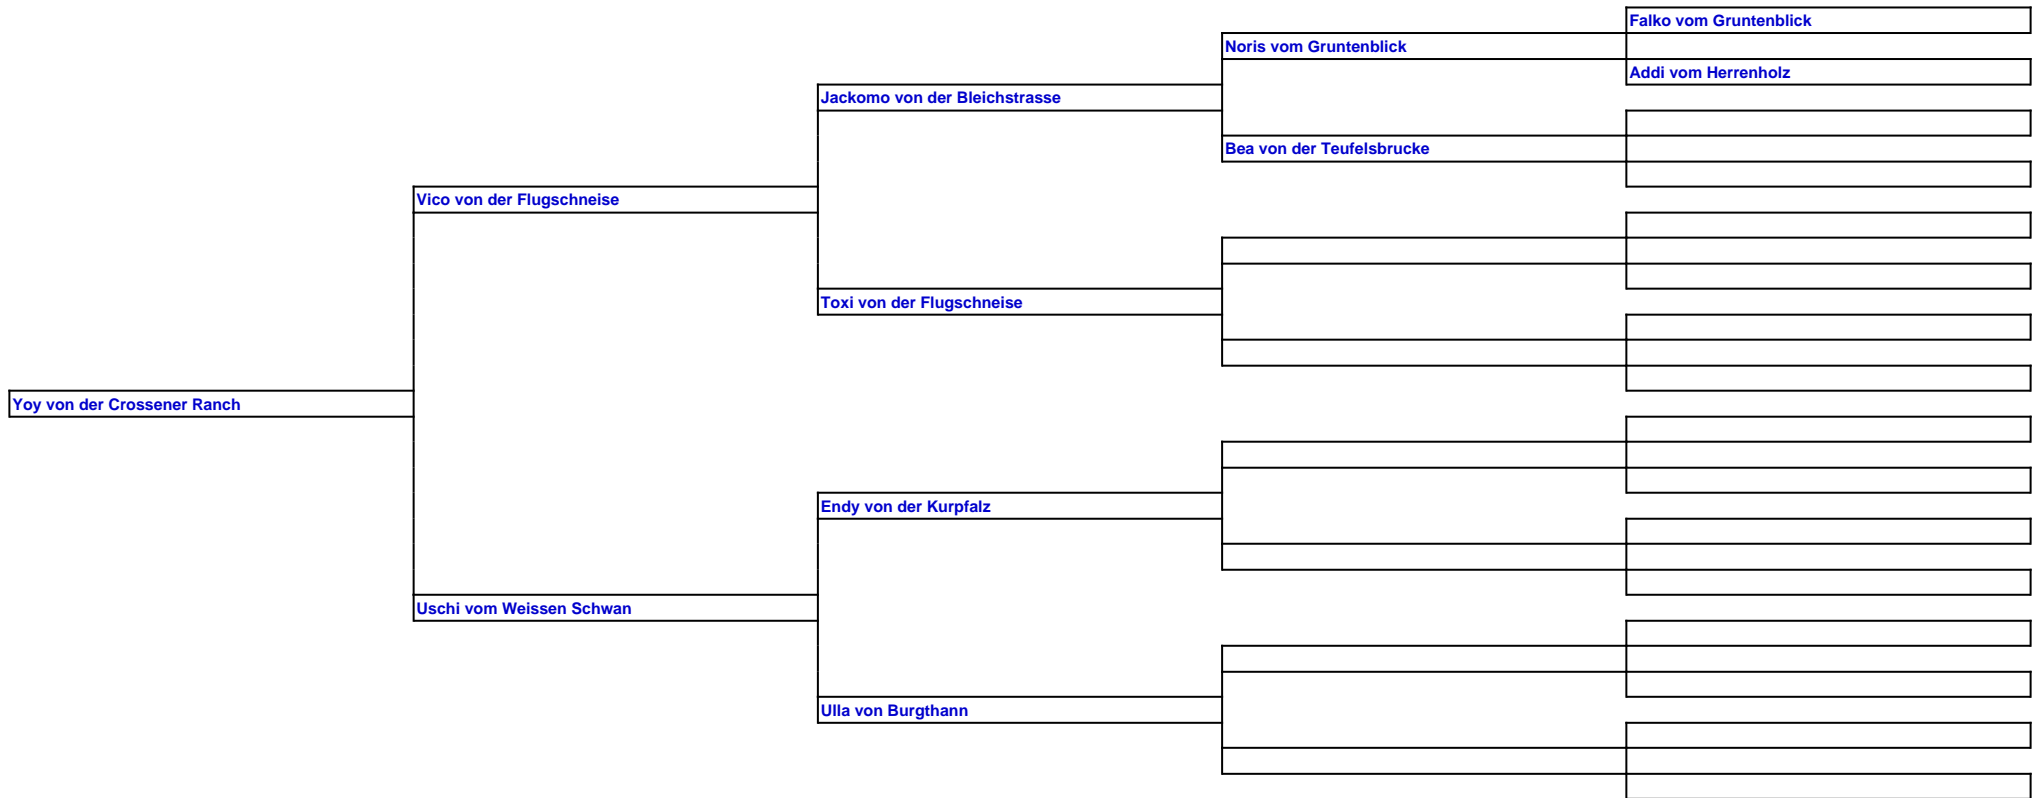 Falko vom Gruntenblick
Noris vom Gruntenblick
Addi vom Herrenholz
Jackomo von der Bleichstrasse
Bea von der Teufelsbrucke
Vico von der Flugschneise
Toxi von der Flugschneise
Yoy von der Crossener Ranch
Endy von der Kurpfalz
Uschi vom Weissen Schwan
Ulla von Burgthann